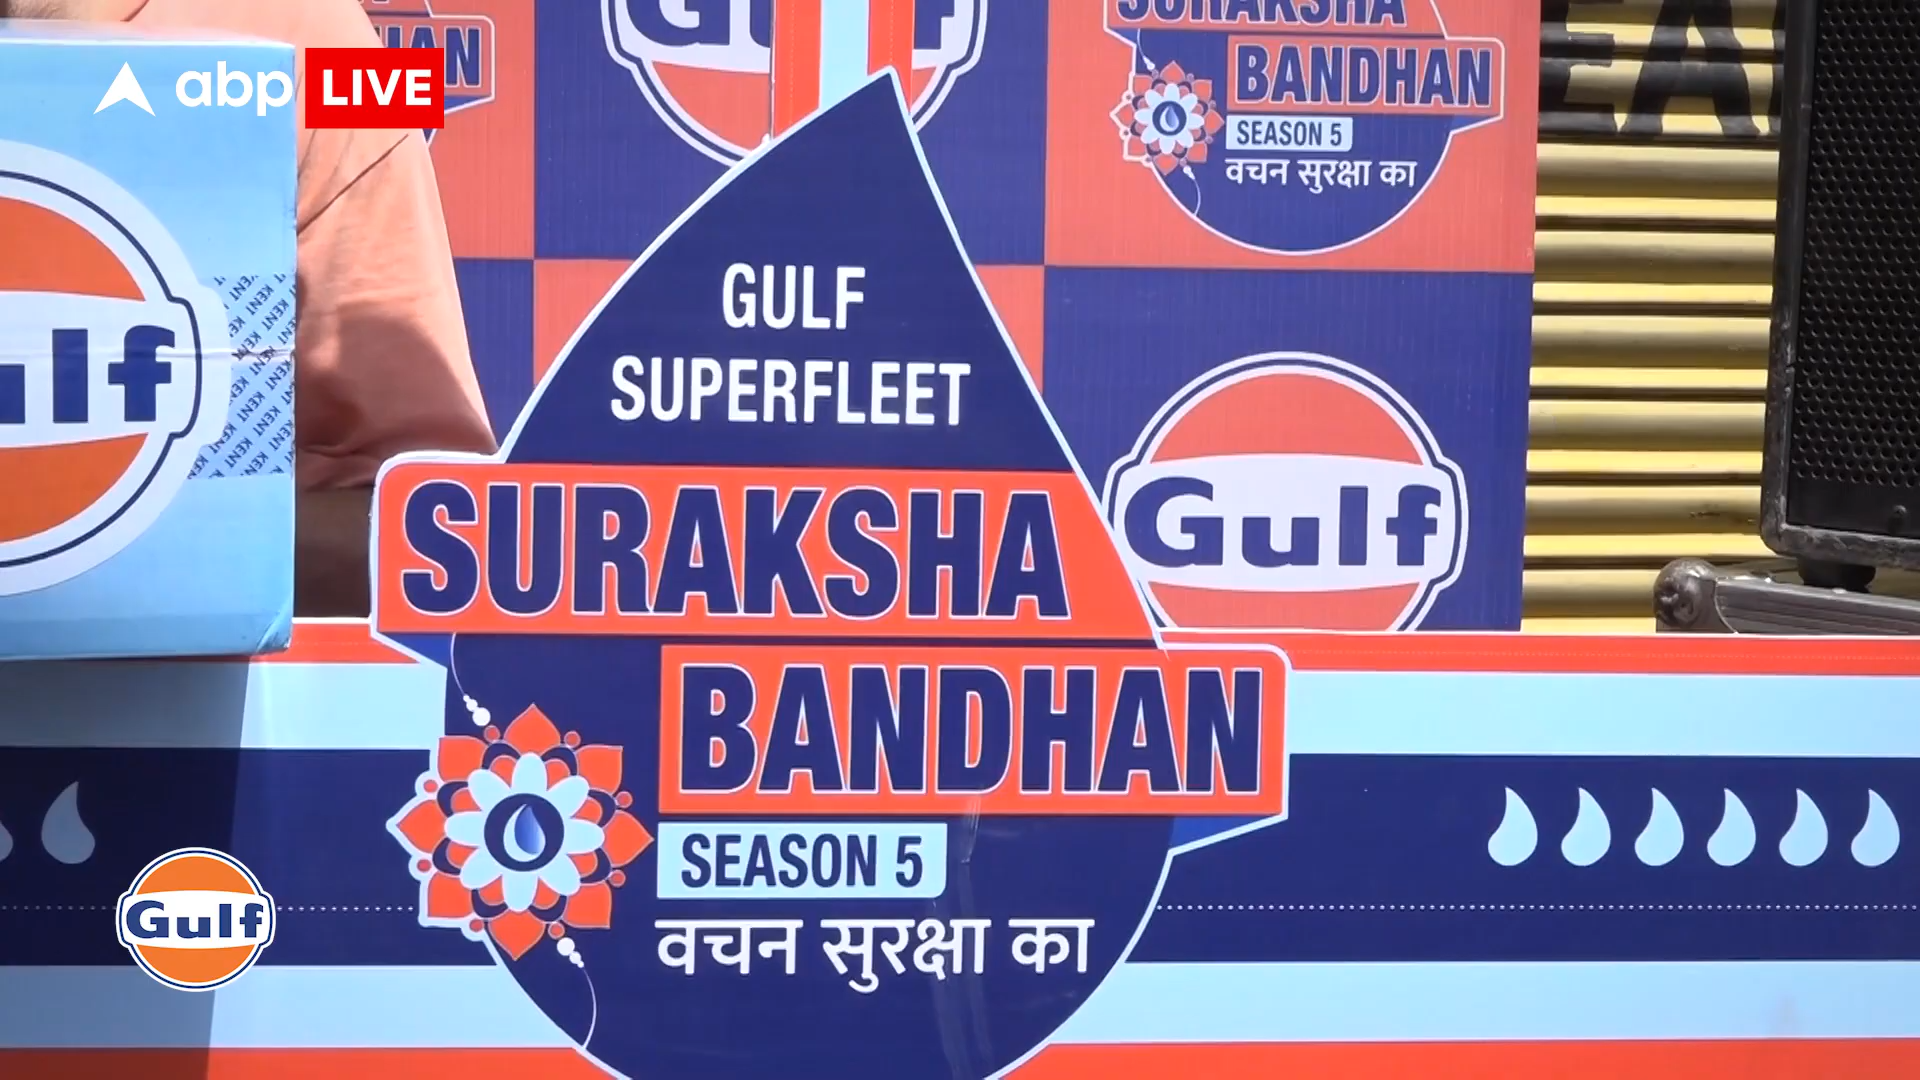 abp LIVE
Gulf
SURAKSHA
BANDHAN
SEASON 5
वचन सुरक्षा का
GULF
SUPERFLEET
SURAKSHA
BANDHAN
SEASON 5
वचन सुरक्षा का
Gulf
Gulf